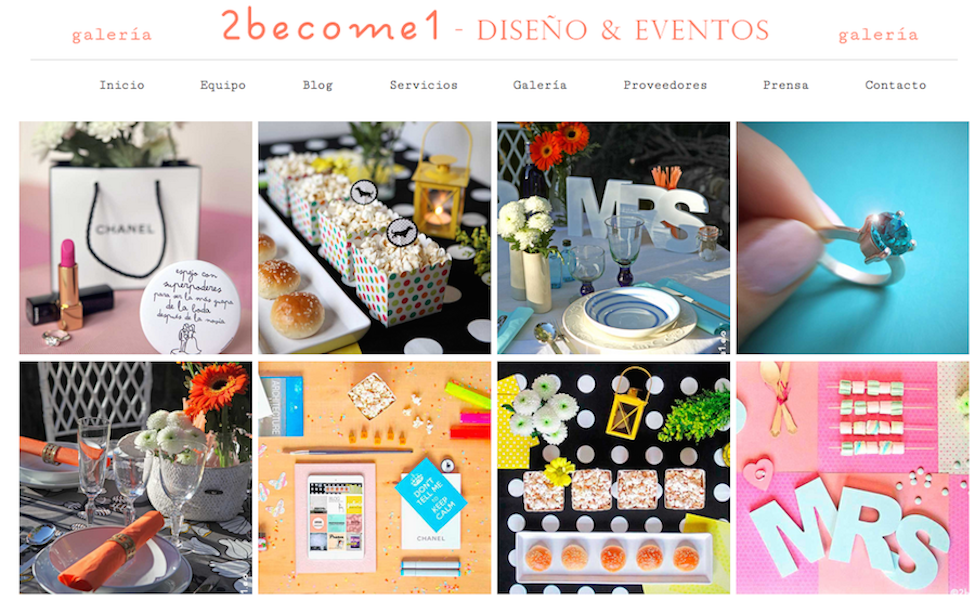 galería 2become1 - DISEÑO & EVENTOS galería
Inicio Equipo Blog Servicios Galería Proveedores Prensa Contacto
CHANEL
espejo con
superpoderes
para ser la más guapa
de la boda
después de la novia
MRS
ARCHITECTURE
DON'T
TELL ME
TO
KEEP
CALM
CHANEL
MRS